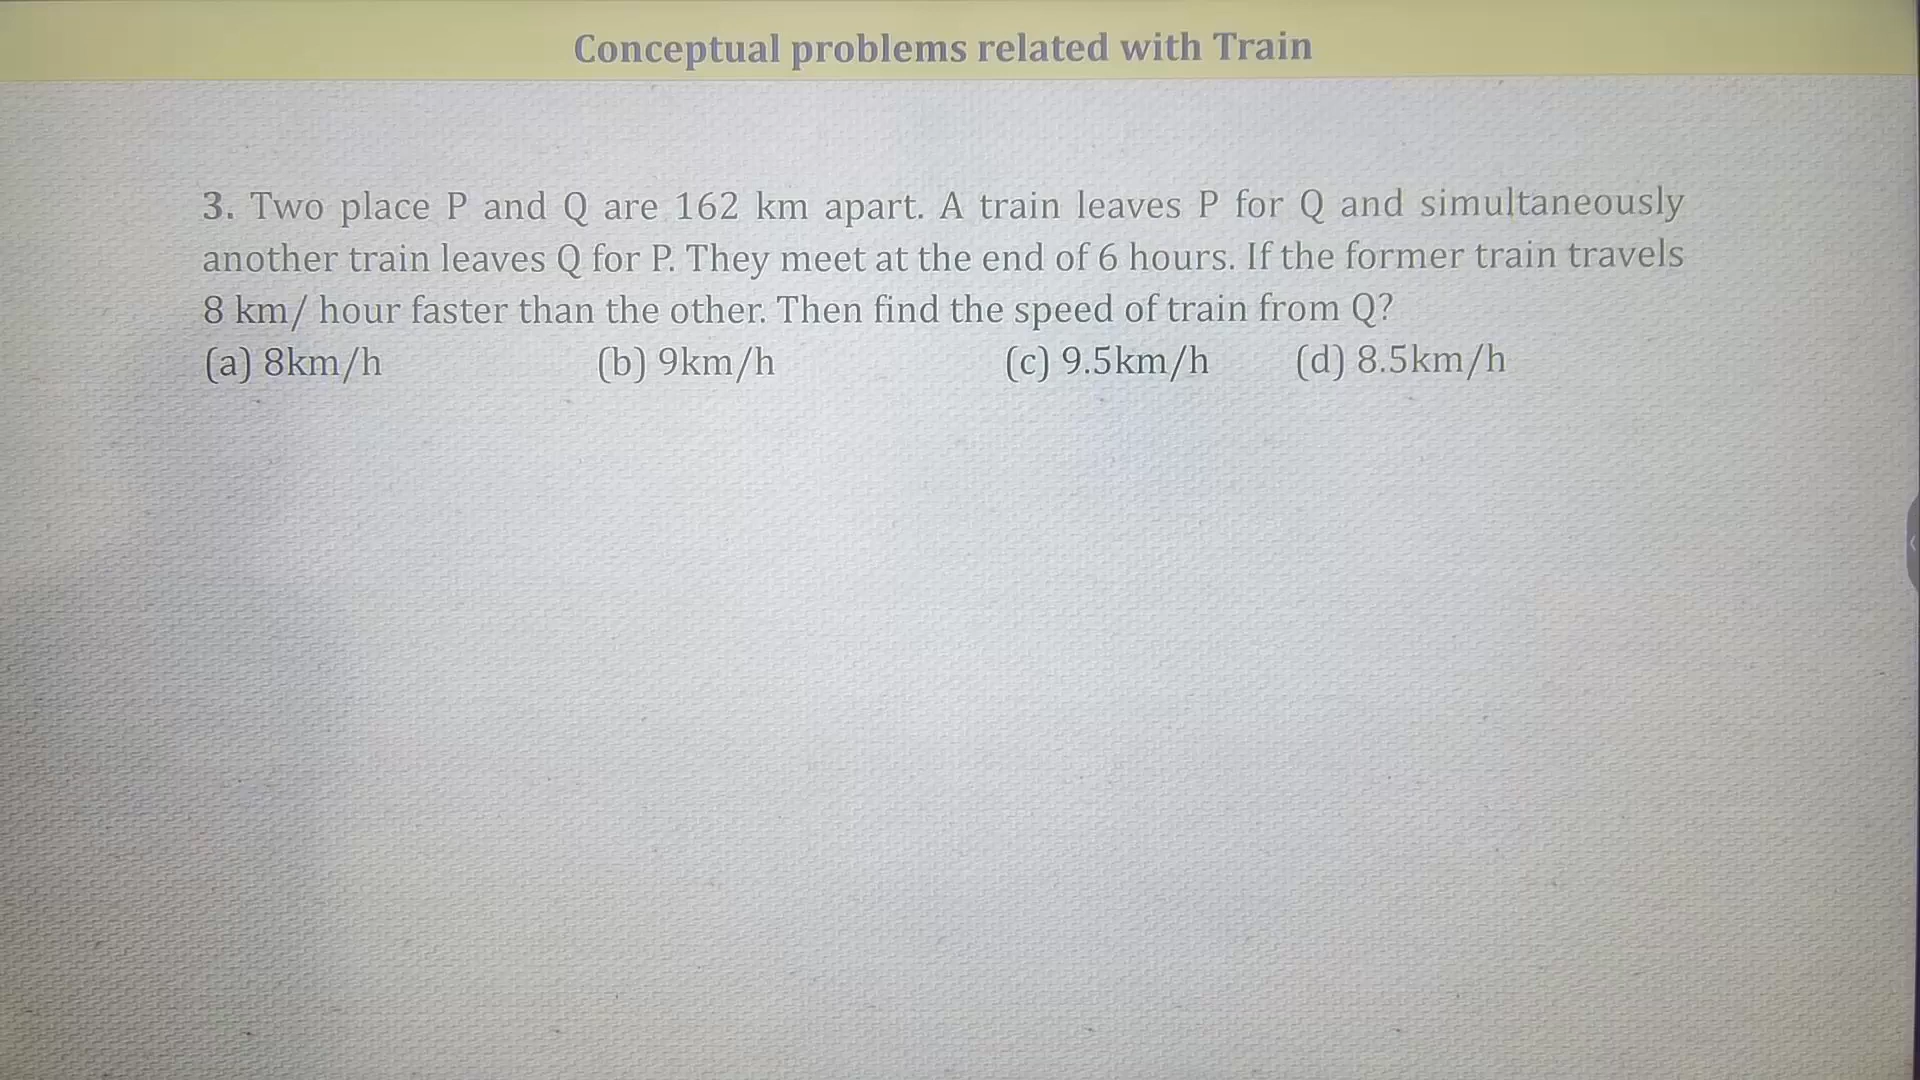 Conceptual problems related with Train
3. Two place P and Q are 162 km apart. A train leaves P for Q and simultaneously
another train leaves Q for P. They meet at the end of 6 hours. If the former train travels
8 km/ hour faster than the other. Then find the speed of train from Q?
(a) 8km/h (b) 9km/h (c) 9.5km/h (d) 8.5km/h